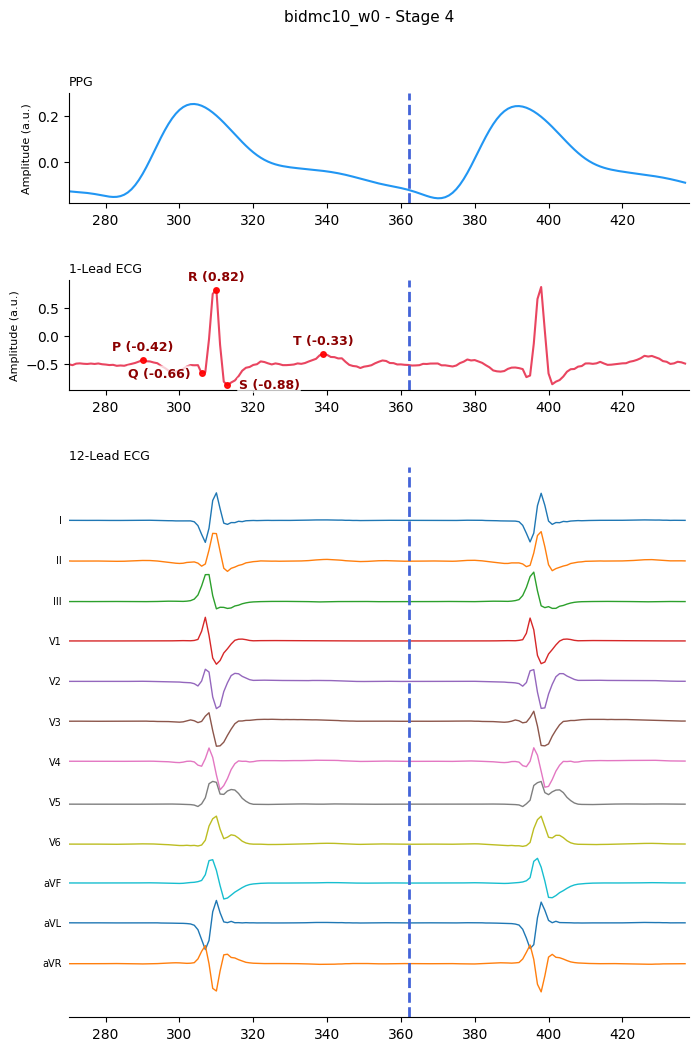 bidmc10_w0 - Stage 4
PPG
Amplitude (a.u.)
0.2
0.0
280 300 320 340 360 380 400 420
1-Lead ECG
Amplitude (a.u.)
0.5
0.0
−0.5
R (0.82)
P (-0.42)
T (-0.33)
Q (-0.66)
S (-0.88)
280 300 320 340 360 380 400 420
12-Lead ECG
I
II
III
V1
V2
V3
V4
V5
V6
aVF
aVL
aVR
280 300 320 340 360 380 400 420